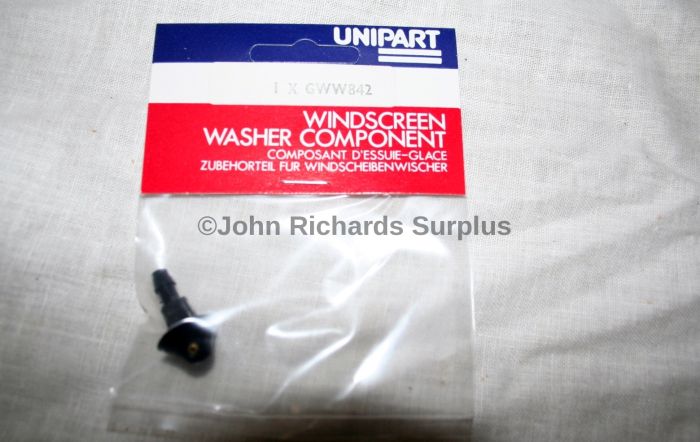 UNIPART
1 X GWW842
WINDSCREEN
WASHER COMPONENT
COMPOSANT D'ESSUIE-GLACE
ZUBEHORTEIL FUR WINDSCHEIBENWISCHER
©John Richards Surplus